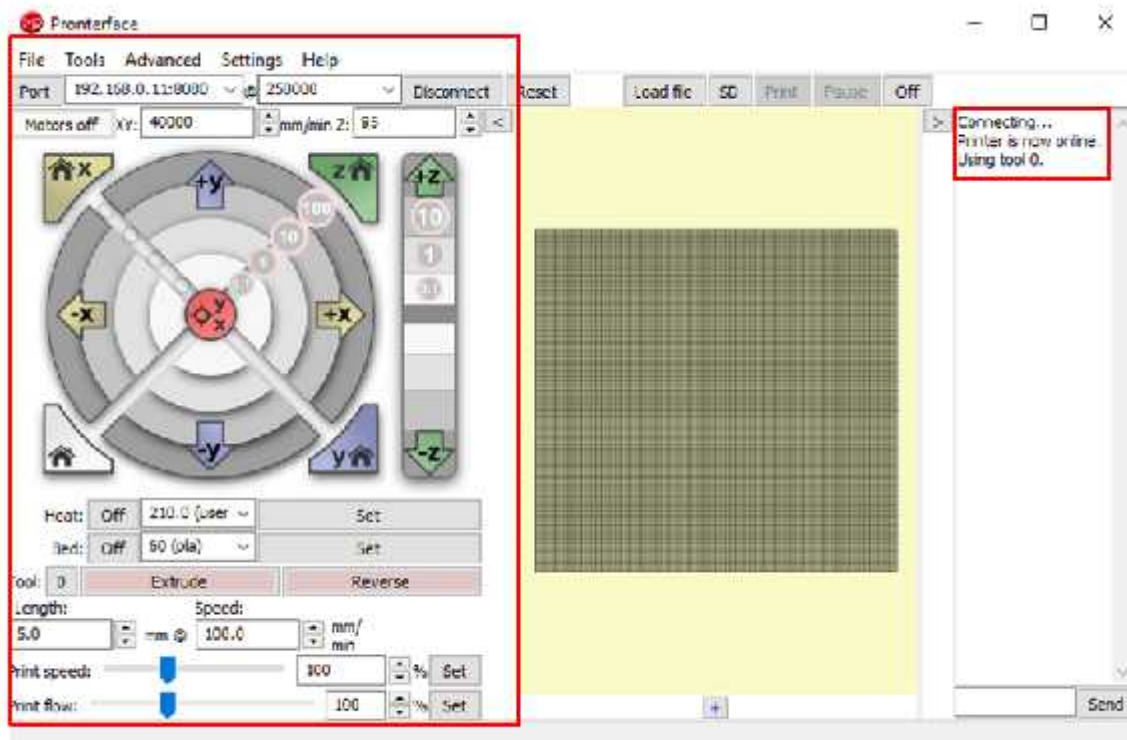 Pronterface
File Tools Advanced Settings Help
Port 192.168.0.11:8080 @ 250000 Disconnect Reset Load file SD Print Pause Off
Motors off XY: 40000 mm/min Z: 95 < > Connecting...
Printer is now online.
Using tool 0.
x z +y +z
100 10
10 1
-x y x +x
-y y -z
Heat: Off 210.0 (user Set
Bed: Off 60 (pla) Set
Tool: 0 Extrude Reverse
Length: Speed:
5.0 mm @ 100.0 mm/
min
Print speed: 100 % Set
Print flow: 100 % Set
+ Send